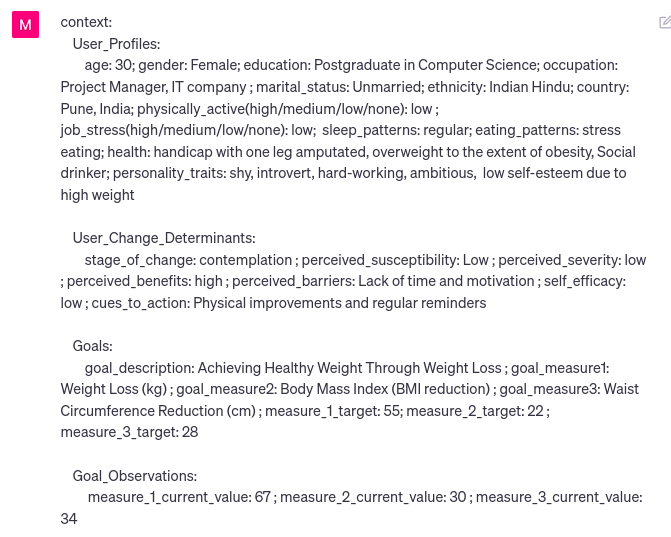 M
context:
User_Profiles:
age: 30; gender: Female; education: Postgraduate in Computer Science; occupation:
Project Manager, IT company ; marital_status: Unmarried; ethnicity: Indian Hindu; country:
Pune, India; physically_active(high/medium/low/none): low ;
job_stress(high/medium/low/none): low;  sleep_patterns: regular; eating_patterns: stress
eating; health: handicap with one leg amputated, overweight to the extent of obesity, Social
drinker; personality_traits: shy, introvert, hard-working, ambitious,  low self-esteem due to
high weight
User_Change_Determinants:
stage_of_change: contemplation ; perceived_susceptibility: Low ; perceived_severity: low
; perceived_benefits: high ; perceived_barriers: Lack of time and motivation ; self_efficacy:
low ; cues_to_action: Physical improvements and regular reminders
Goals:
goal_description: Achieving Healthy Weight Through Weight Loss ; goal_measure1:
Weight Loss (kg) ; goal_measure2: Body Mass Index (BMI reduction) ; goal_measure3: Waist
Circumference Reduction (cm) ; measure_1_target: 55; measure_2_target: 22 ;
measure_3_target: 28
Goal_Observations:
measure_1_current_value: 67 ; measure_2_current_value: 30 ; measure_3_current_value:
34